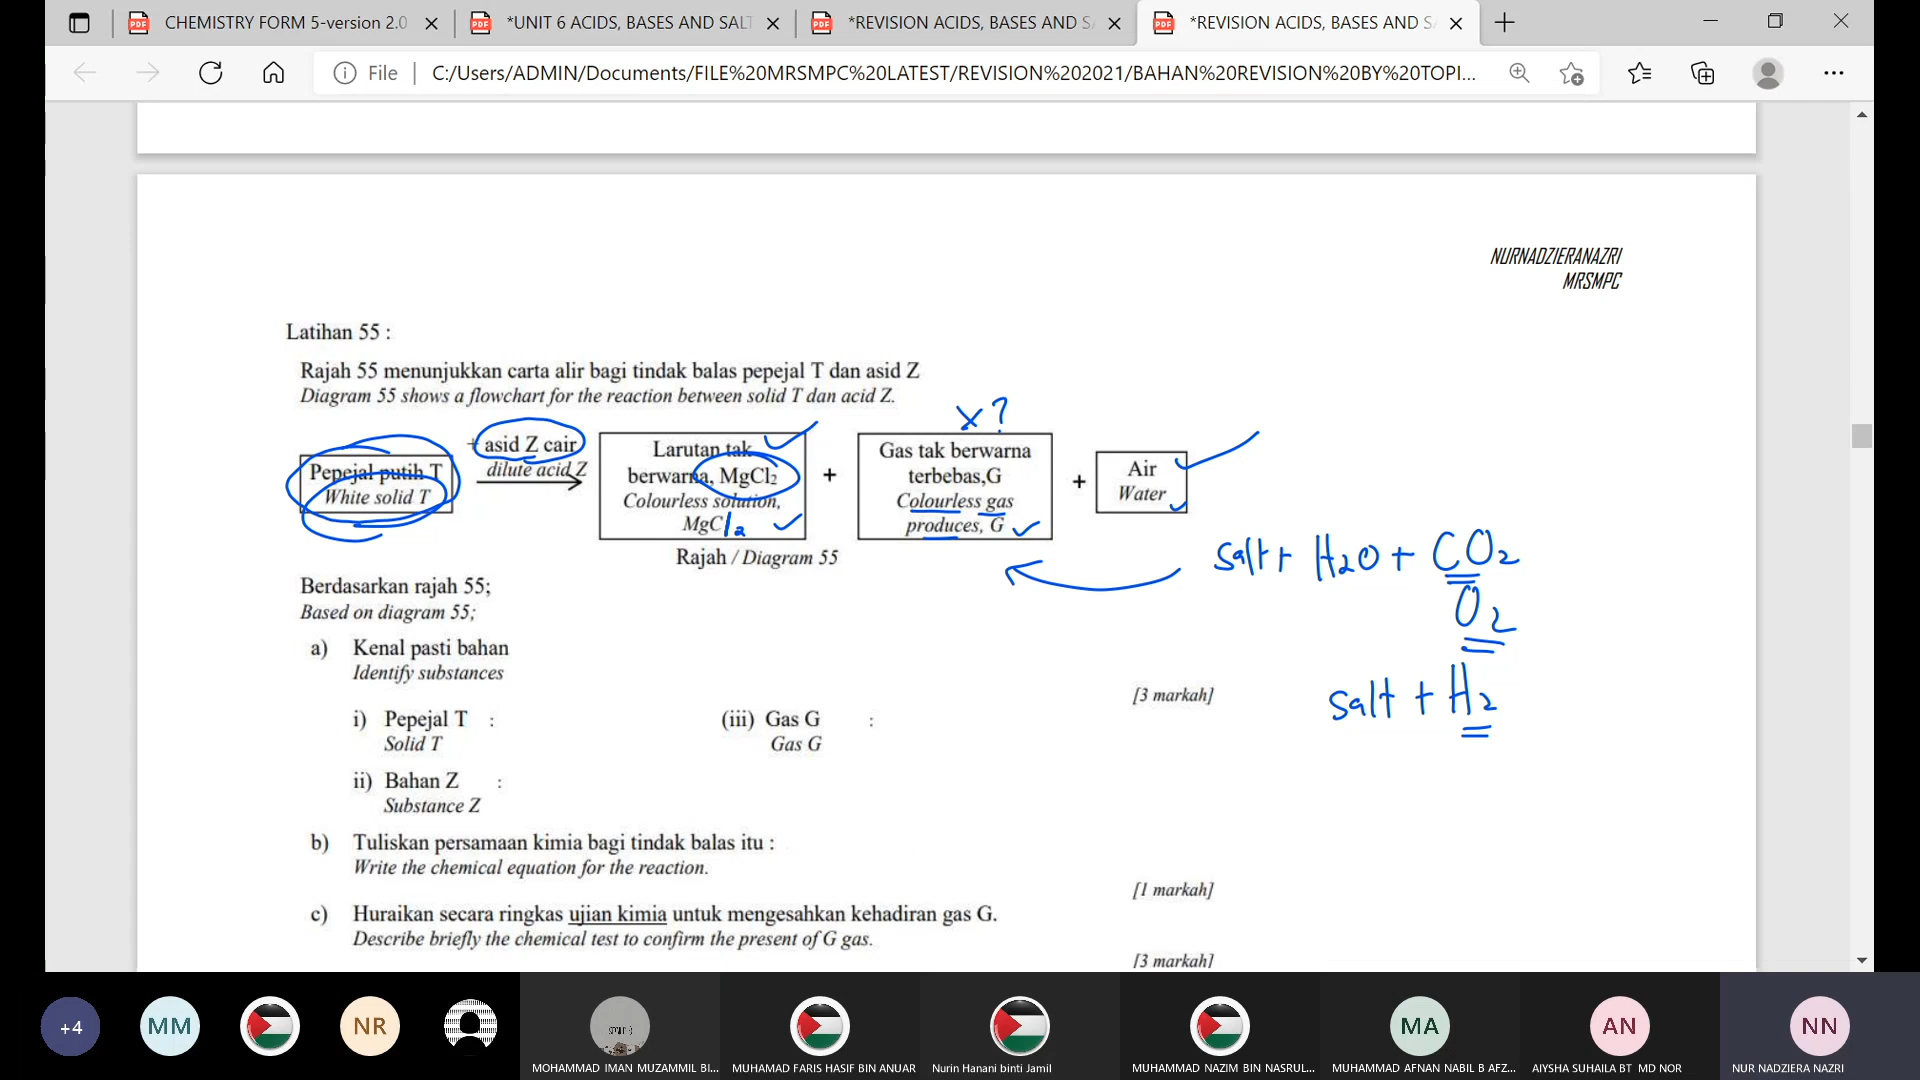 CHEMISTRY FORM 5-version 2.0
*UNIT 6 ACIDS, BASES AND SALT
*REVISION ACIDS, BASES AND SA
*REVISION ACIDS, BASES AND SA
File
C:/Users/ADMIN/Documents/FILE%20MRSMPC%20LATEST/REVISION%202021/BAHAN%20REVISION%20BY%20TOPI...
NURNADZIERANAZRI
MRSMPC
Latihan 55 :
Rajah 55 menunjukkan carta alir bagi tindak balas pepejal T dan asid Z
Diagram 55 shows a flowchart for the reaction between solid T dan acid Z.
x ?
Pepejal putih T
White solid T
+ asid Z cair
dilute acid Z
Larutan tak
berwarna, MgCl2
Colourless solution,
MgCl2
+
Gas tak berwarna
terbebas,G
Colourless gas
produces, G
+
Air
Water
Rajah / Diagram 55
salt + H2O + CO2
O2
salt + H2
Berdasarkan rajah 55;
Based on diagram 55;
a) Kenal pasti bahan
Identify substances
[3 markah]
i) Pepejal T :
Solid T
(iii) Gas G :
Gas G
ii) Bahan Z :
Substance Z
b) Tuliskan persamaan kimia bagi tindak balas itu :
Write the chemical equation for the reaction.
[1 markah]
c) Huraikan secara ringkas ujian kimia untuk mengesahkan kehadiran gas G.
Describe briefly the chemical test to confirm the present of G gas.
[3 markah]
+4
MM
NR
MA
AN
NN
MOHAMMAD IMAN MUZAMMIL BI...
MUHAMAD FARIS HASIF BIN ANUAR
Nurin Hanani binti Jamil
MUHAMMAD NAZIM BIN NASRUL...
MUHAMMAD AFNAN NABIL B AFZ...
AIYSHA SUHAILA BT MD NOR
NUR NADZIERA NAZRI